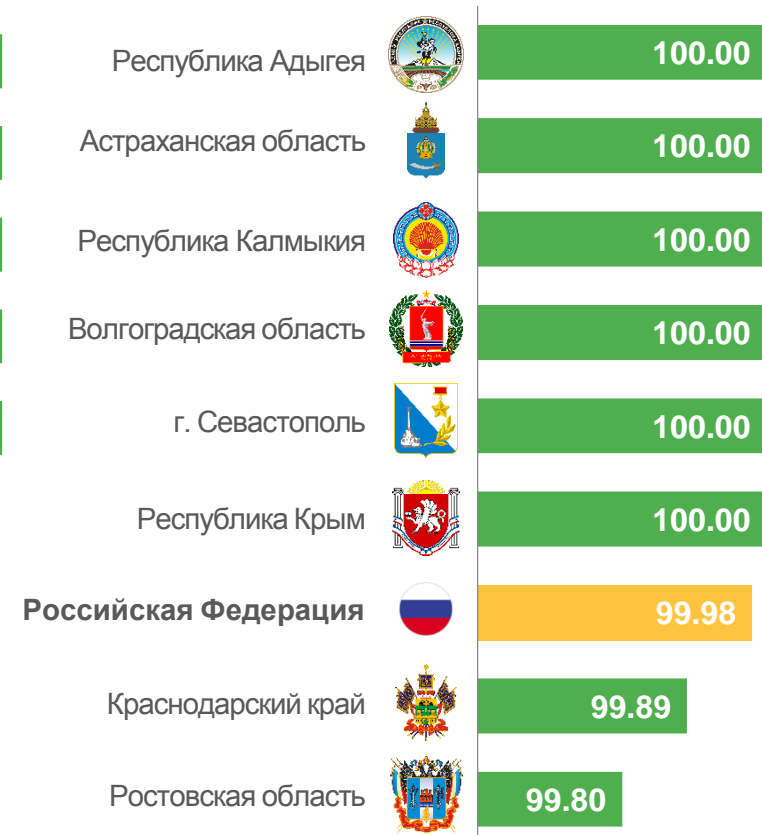 Республика Адыгея 100.00
Астраханская область 100.00
Республика Калмыкия 100.00
Волгоградская область 100.00
г. Севастополь 100.00
Республика Крым 100.00
Российская Федерация 99.98
Краснодарский край 99.89
Ростовская область 99.80